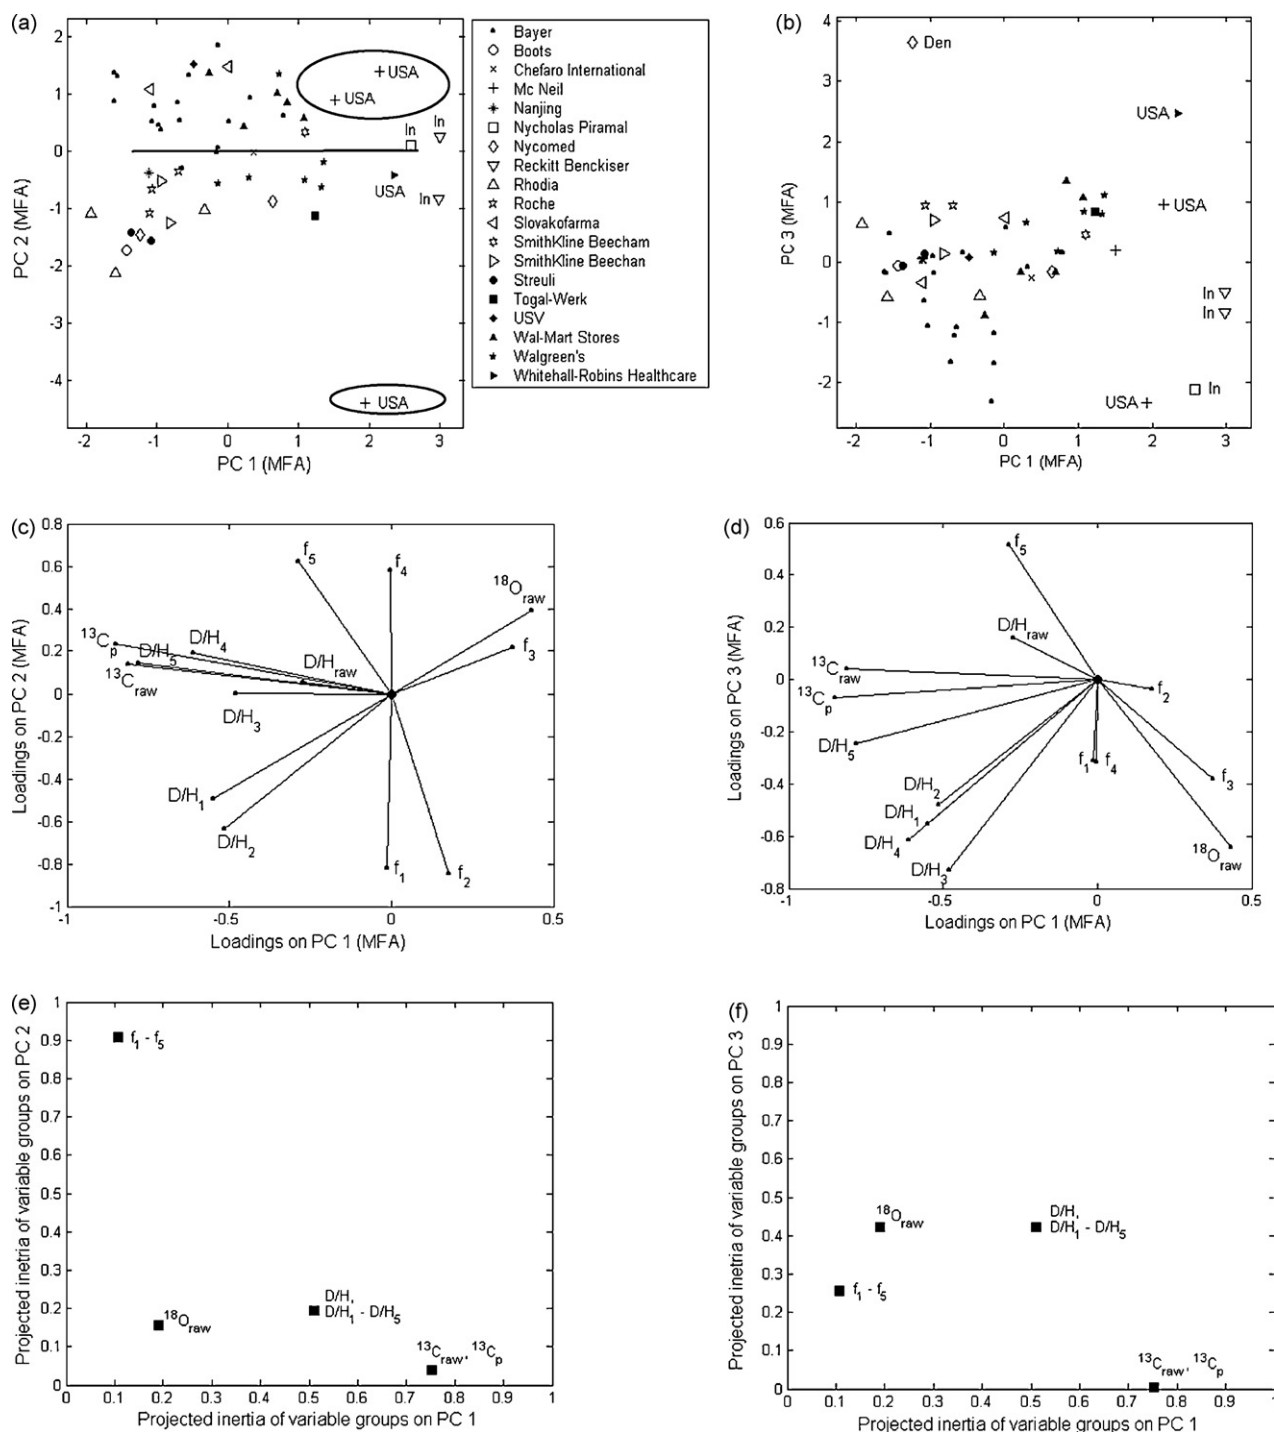 (a)
2
1
0
-1
-2
-3
-4
-2 -1 0 1 2 3
PC 2 (MFA)
PC 1 (MFA)
USA
USA
In
In
USA
In
USA
Bayer
Boots
Chefaro International
Mc Neil
Nanjing
Nycholas Piramal
Nycomed
Reckitt Benckiser
Rhodia
Roche
Slovakofarma
SmithKline Beecham
SmithKline Beechan
Streuli
Togal-Werk
USV
Wal-Mart Stores
Walgreen's
Whitehall-Robins Healthcare
(b)
4
3
2
1
0
-1
-2
-2 -1 0 1 2 3
PC 3 (MFA)
PC 1 (MFA)
Den
USA
USA
In
In
USA In
(c)
0.8
0.6
0.4
0.2
0
-0.2
-0.4
-0.6
-0.8
-1
-1 -0.5 0 0.5
Loadings on PC 2 (MFA)
Loadings on PC 1 (MFA)
f5
f4
18Oraw
f3
13Cp
D/H4
D/H5
D/Hraw
13Craw
D/H3
D/H1
D/H2
f1
f2
(d)
0.6
0.4
0.2
0
-0.2
-0.4
-0.6
-0.8
-1 -0.5 0 0.5
Loadings on PC 3 (MFA)
Loadings on PC 1 (MFA)
f5
D/Hraw
13Craw
13Cp
f2
D/H5
f1 f4
f3
D/H2
D/H1
D/H4
18Oraw
D/H3
(e)
1
0.9
0.8
0.7
0.6
0.5
0.4
0.3
0.2
0.1
0
0 0.1 0.2 0.3 0.4 0.5 0.6 0.7 0.8 0.9 1
Projected inetria of variable groups on PC 2
Projected inertia of variable groups on PC 1
f1 - f5
18Oraw
D/H,
D/H1 - D/H5
13Craw, 13Cp
(f)
1
0.9
0.8
0.7
0.6
0.5
0.4
0.3
0.2
0.1
0
0 0.1 0.2 0.3 0.4 0.5 0.6 0.7 0.8 0.9 1
Projected inetria of variable groups on PC 3
Projected inertia of variable groups on PC 1
18Oraw
D/H,
D/H1 - D/H5
f1 - f5
13Craw, 13Cp